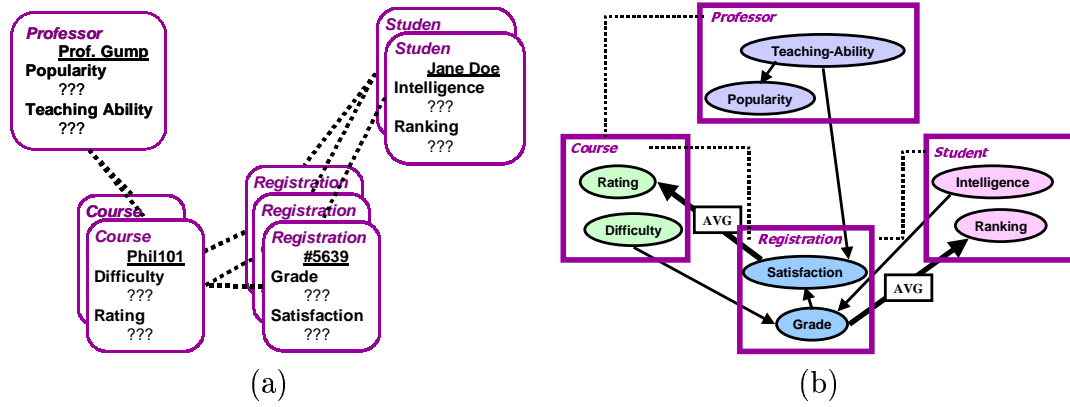 Professor
Prof. Gump
Popularity
???
Teaching Ability
???
Studen
Studen
Jane Doe
Intelligence
???
Ranking
???
Course
Course
Phil101
Difficulty
???
Rating
???
Registration
Registration
Registration
#5639
Grade
???
Satisfaction
???
(a)
Professor
Teaching-Ability
Popularity
Course
Rating
Difficulty
Student
Intelligence
Ranking
AVG
Registration
Satisfaction
Grade
AVG
(b)